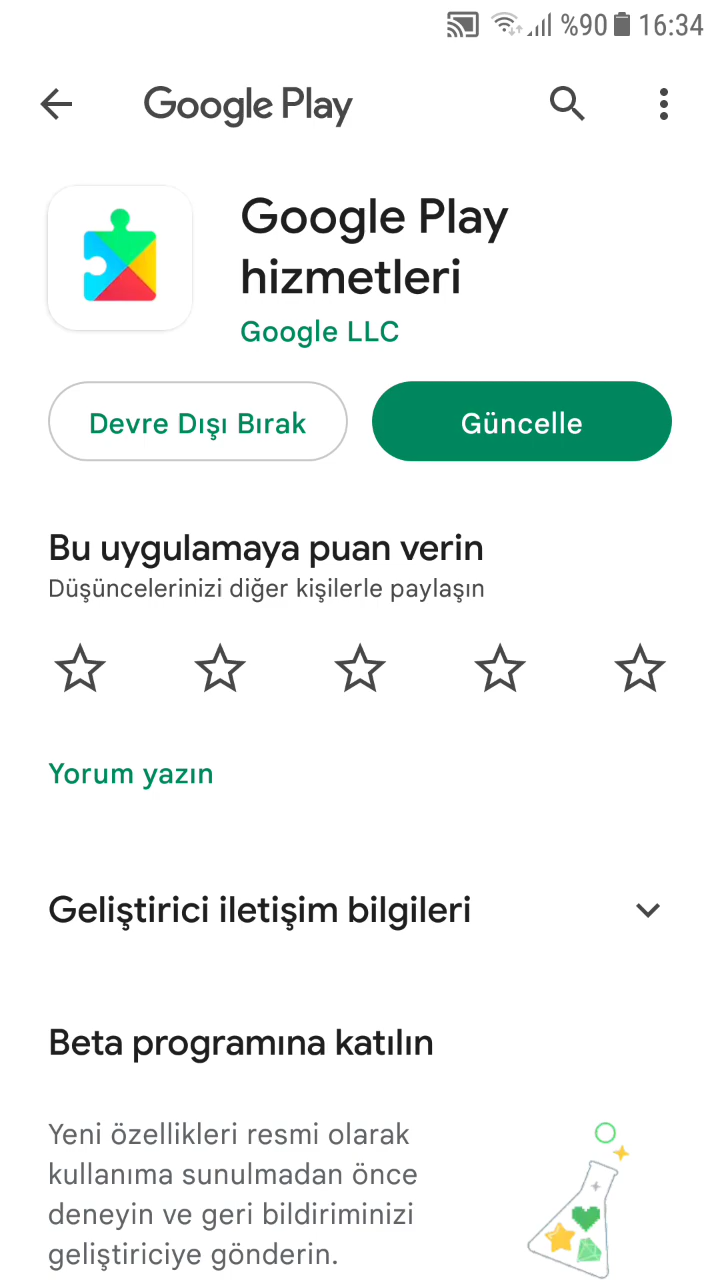 %90 16:34
Google Play
Google Play
hizmetleri
Google LLC
Devre Dışı Bırak
Güncelle
Bu uygulamaya puan verin
Düşüncelerinizi diğer kişilerle paylaşın
Yorum yazın
Geliştirici iletişim bilgileri
Beta programına katılın
Yeni özellikleri resmi olarak
kullanıma sunulmadan önce
deneyin ve geri bildiriminizi
geliştiriciye gönderin.